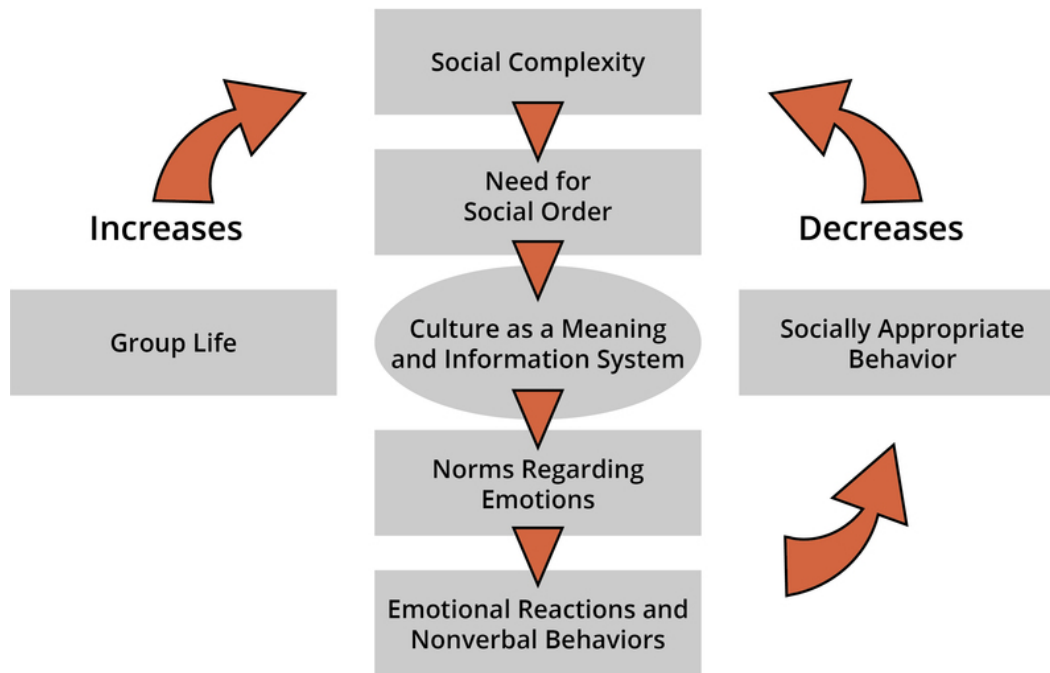 Social Complexity
Need for
Social Order
Increases
Decreases
Group Life
Culture as a Meaning
and Information System
Socially Appropriate
Behavior
Norms Regarding
Emotions
Emotional Reactions and
Nonverbal Behaviors